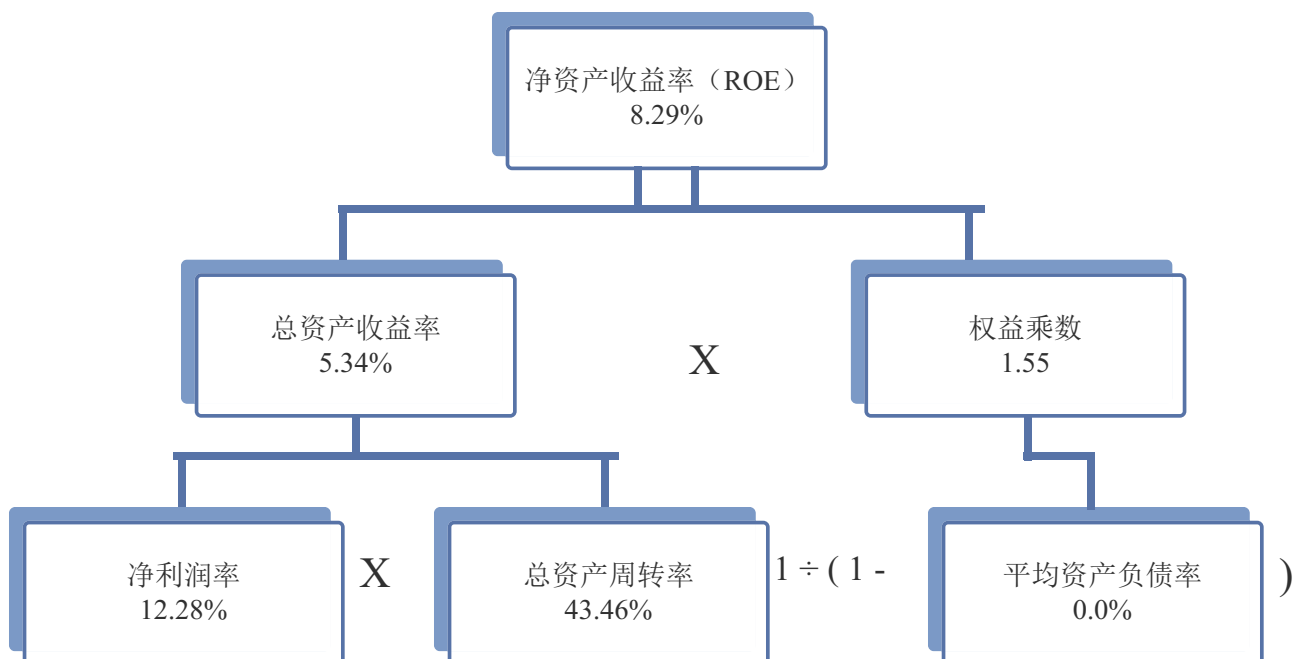 净资产收益率（ROE）
8.29%
总资产收益率
5.34%
X
权益乘数
1.55
净利润率
12.28%
X
总资产周转率
43.46%
1 ÷ ( 1 -
平均资产负债率
0.0%
)